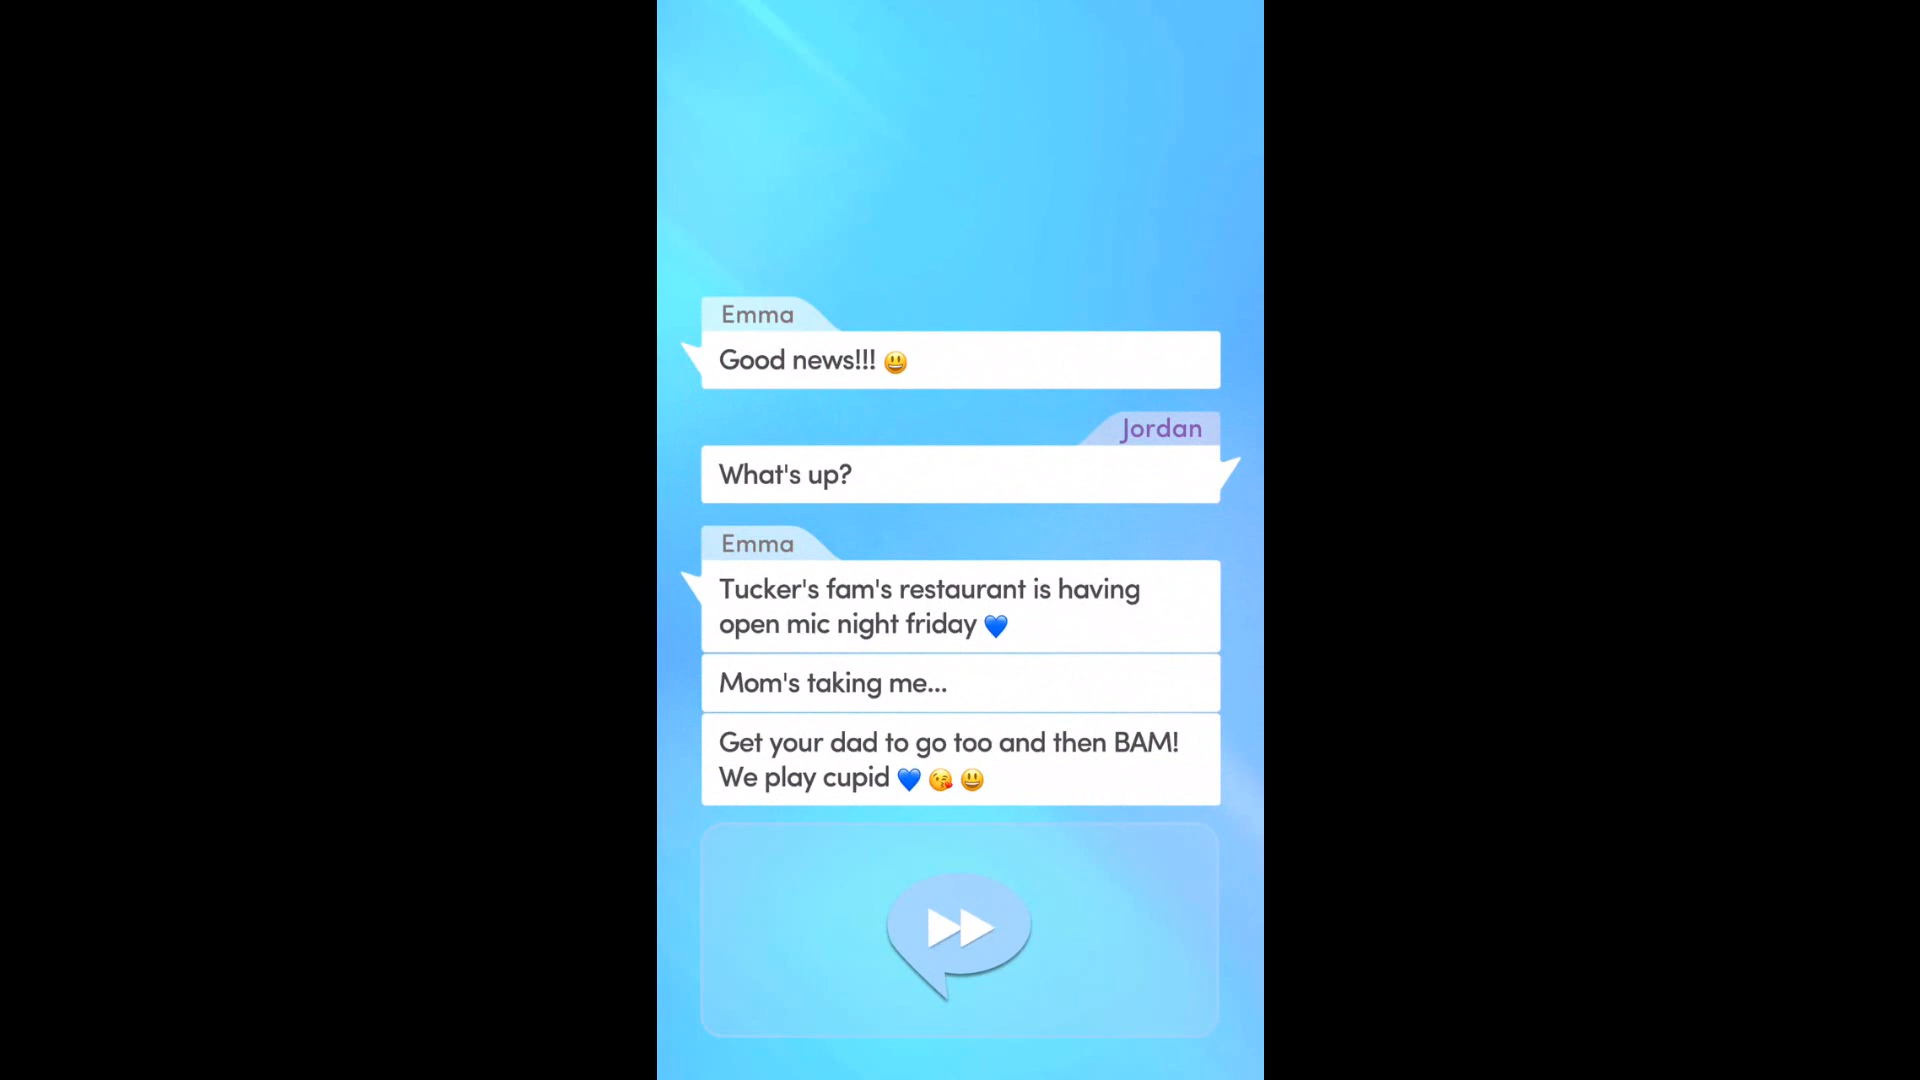 Emma
Good news!!! 😃
Jordan
What's up?
Emma
Tucker's fam's restaurant is having
open mic night friday 💙
Mom's taking me...
Get your dad to go too and then BAM!
We play cupid 💙 😘 😃